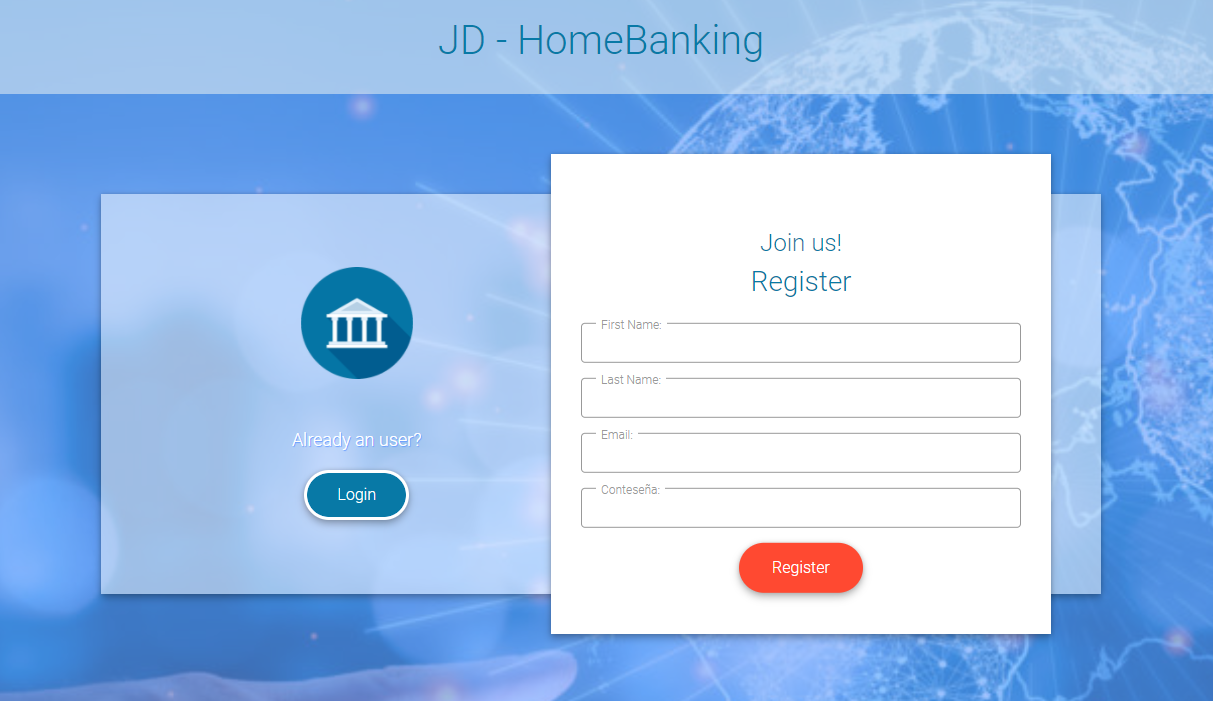 JD - HomeBanking
Already an user?
Login
Join us!
Register
First Name:
Last Name:
Email:
Conteseña:
Register